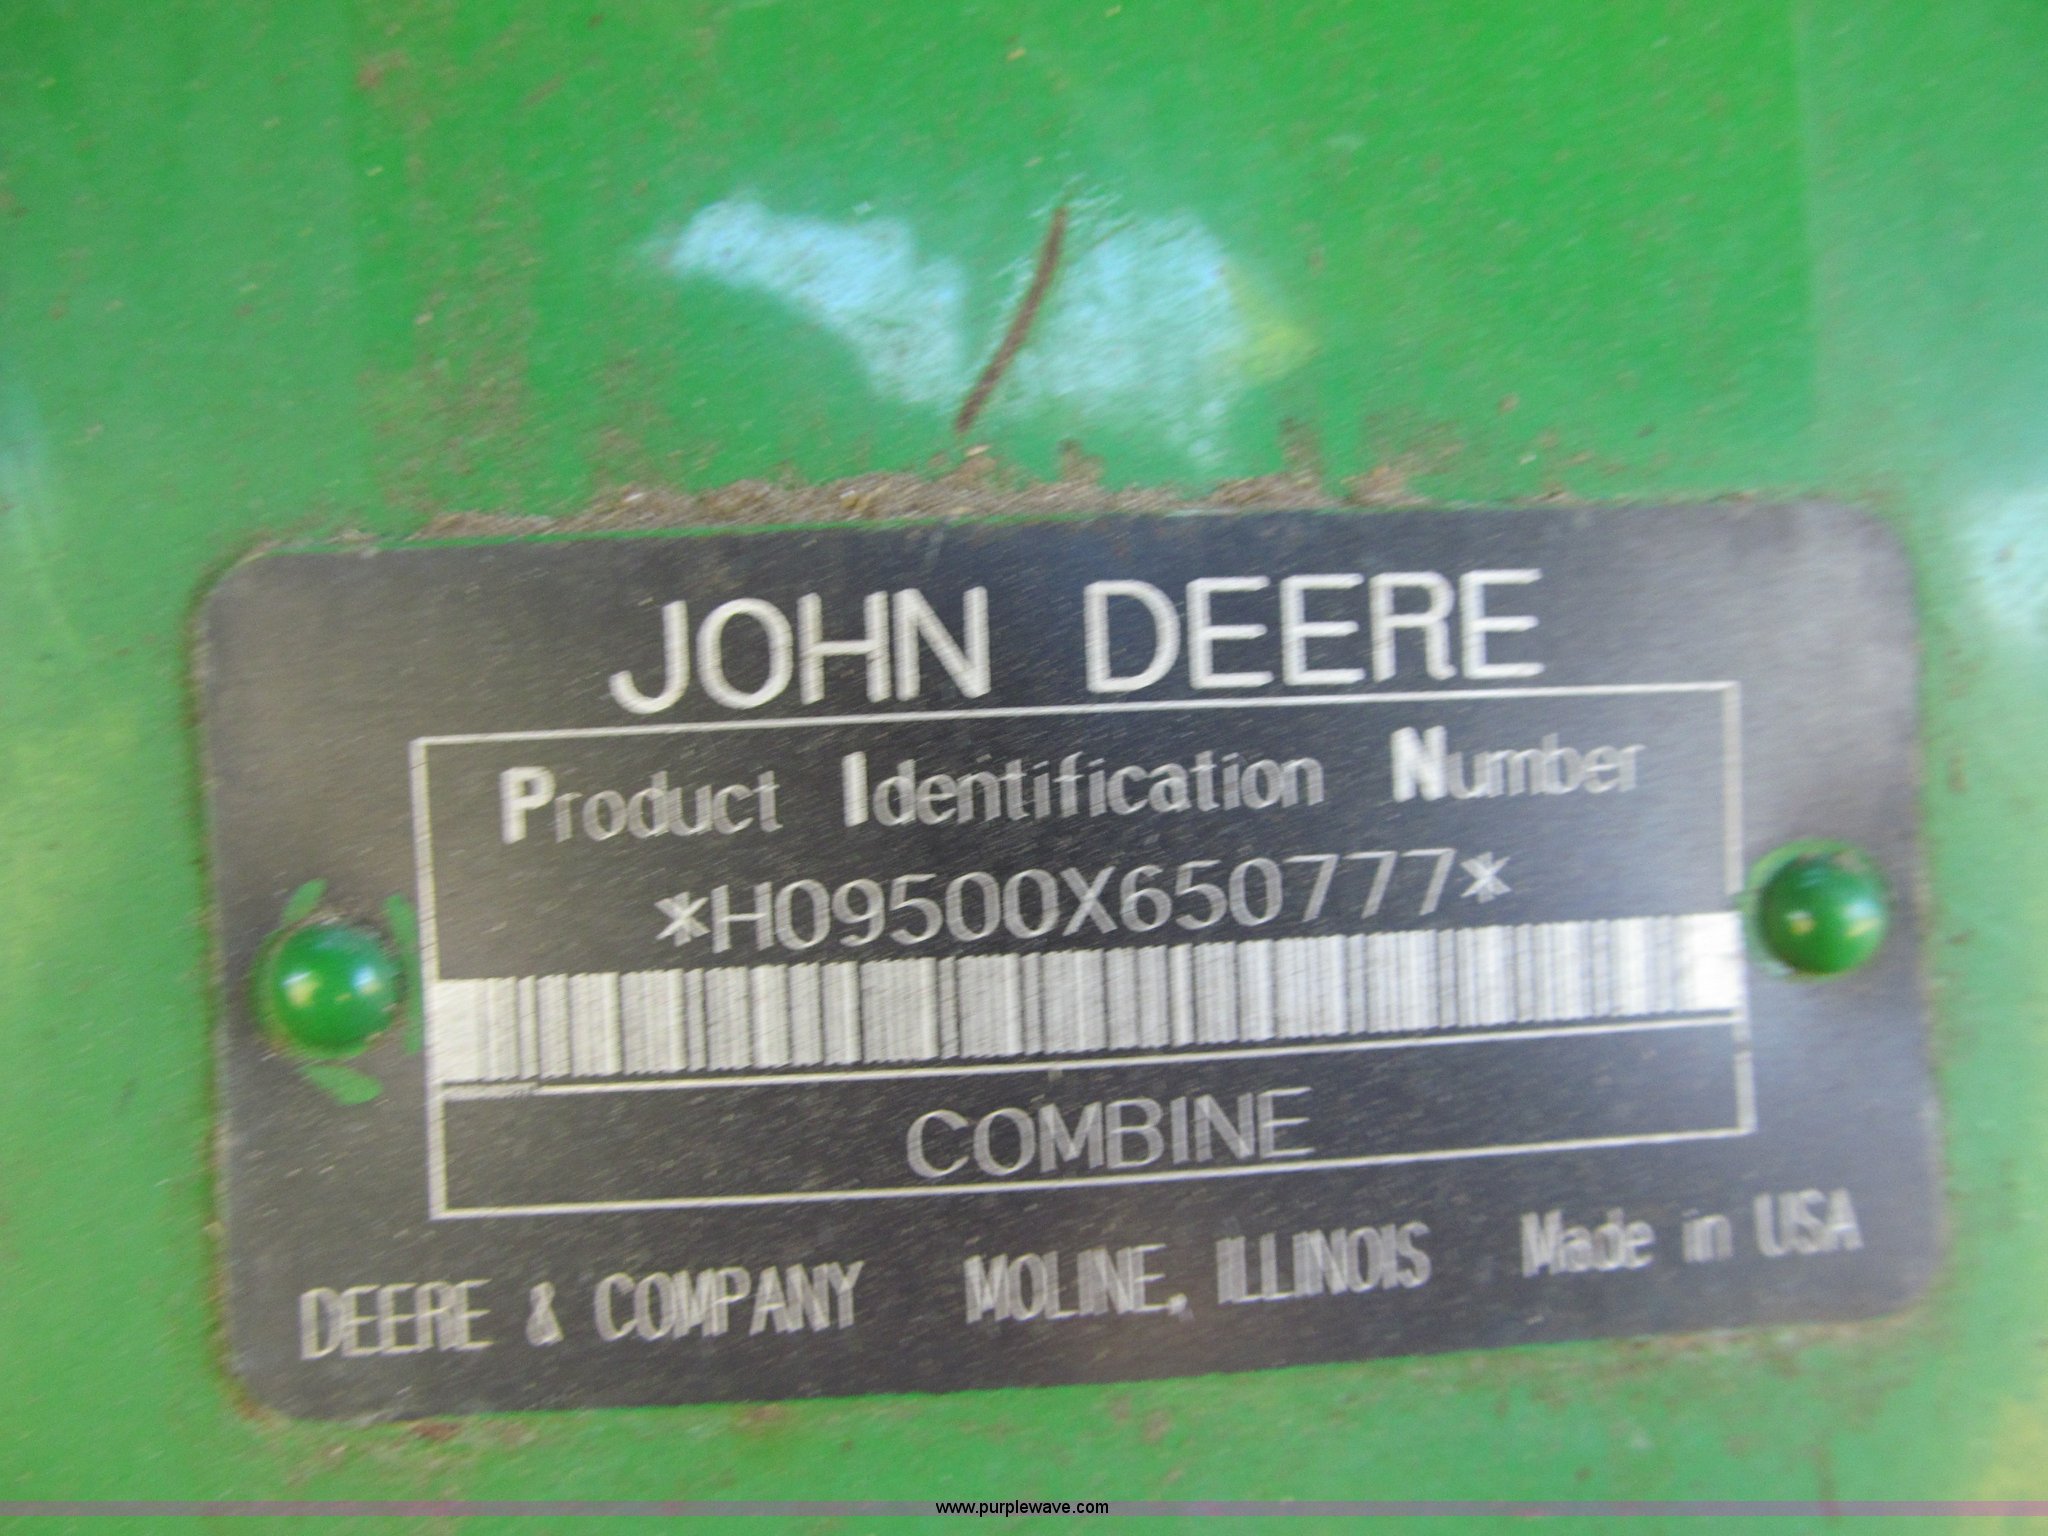 JOHN DEERE
Product Identification Number
*H09500X650777*
COMBINE
DEERE & COMPANY MOLINE, ILLINOIS Made in USA
www.purplewave.com